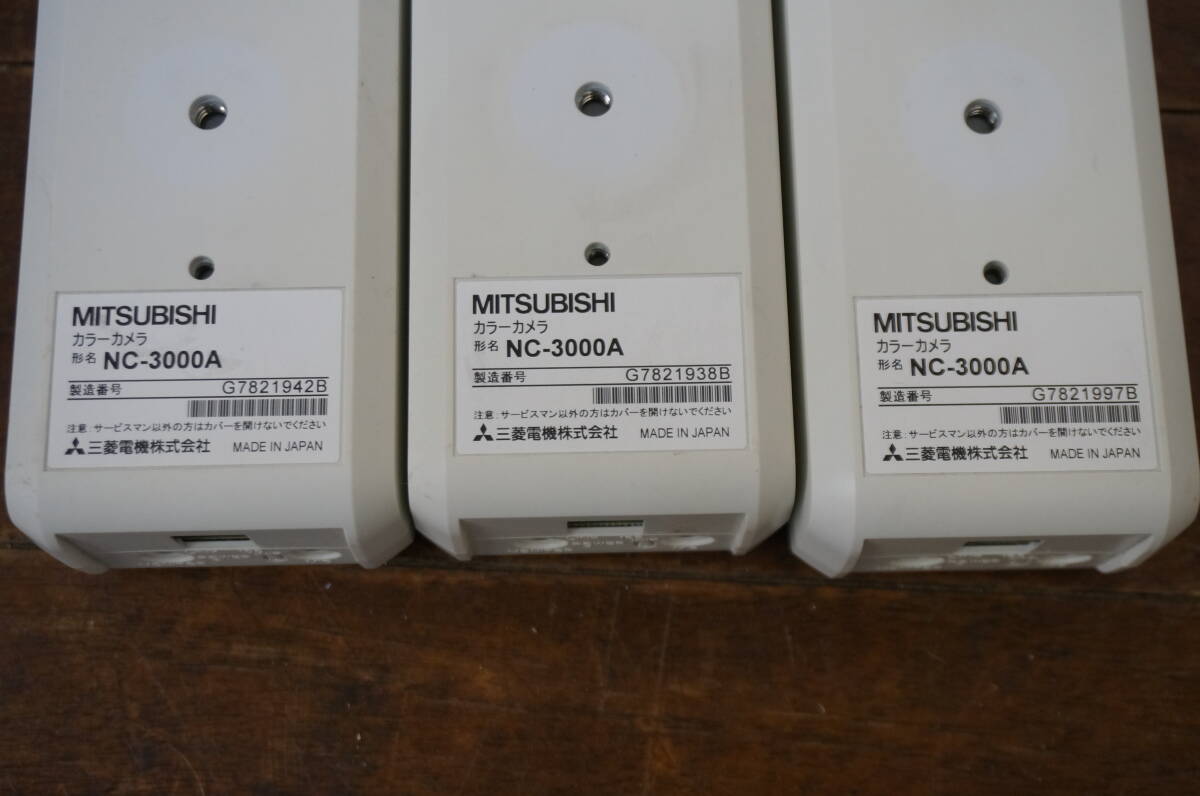 MITSUBISHI
カラーカメラ
形名 NC-3000A
製造番号 G7821942B
注意:サービスマン以外の方はカバーを開けないでください
三菱電機株式会社 MADE IN JAPAN
MITSUBISHI
カラーカメラ
形名 NC-3000A
製造番号 G7821938B
注意:サービスマン以外の方はカバーを開けないでください
三菱電機株式会社 MADE IN JAPAN
MITSUBISHI
カラーカメラ
形名 NC-3000A
製造番号 G7821997B
注意:サービスマン以外の方はカバーを開けないでください
三菱電機株式会社 MADE IN JAPAN